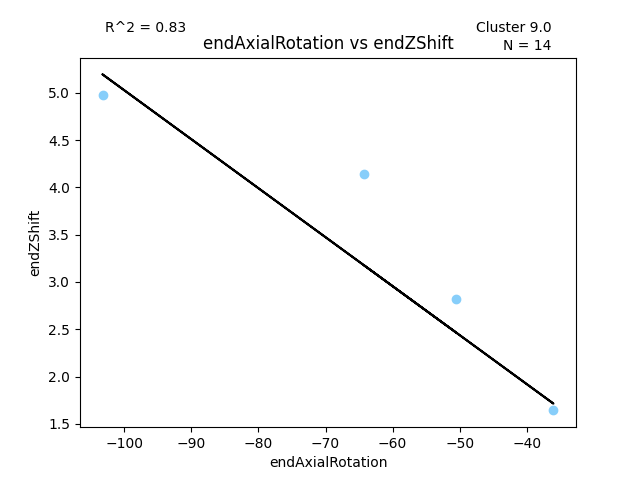 R^2 = 0.83
Cluster 9.0
endAxialRotation vs endZShift
N = 14
5.0
4.5
4.0
3.5
3.0
2.5
2.0
1.5
endZShift
−100
−90
−80
−70
−60
−50
−40
endAxialRotation